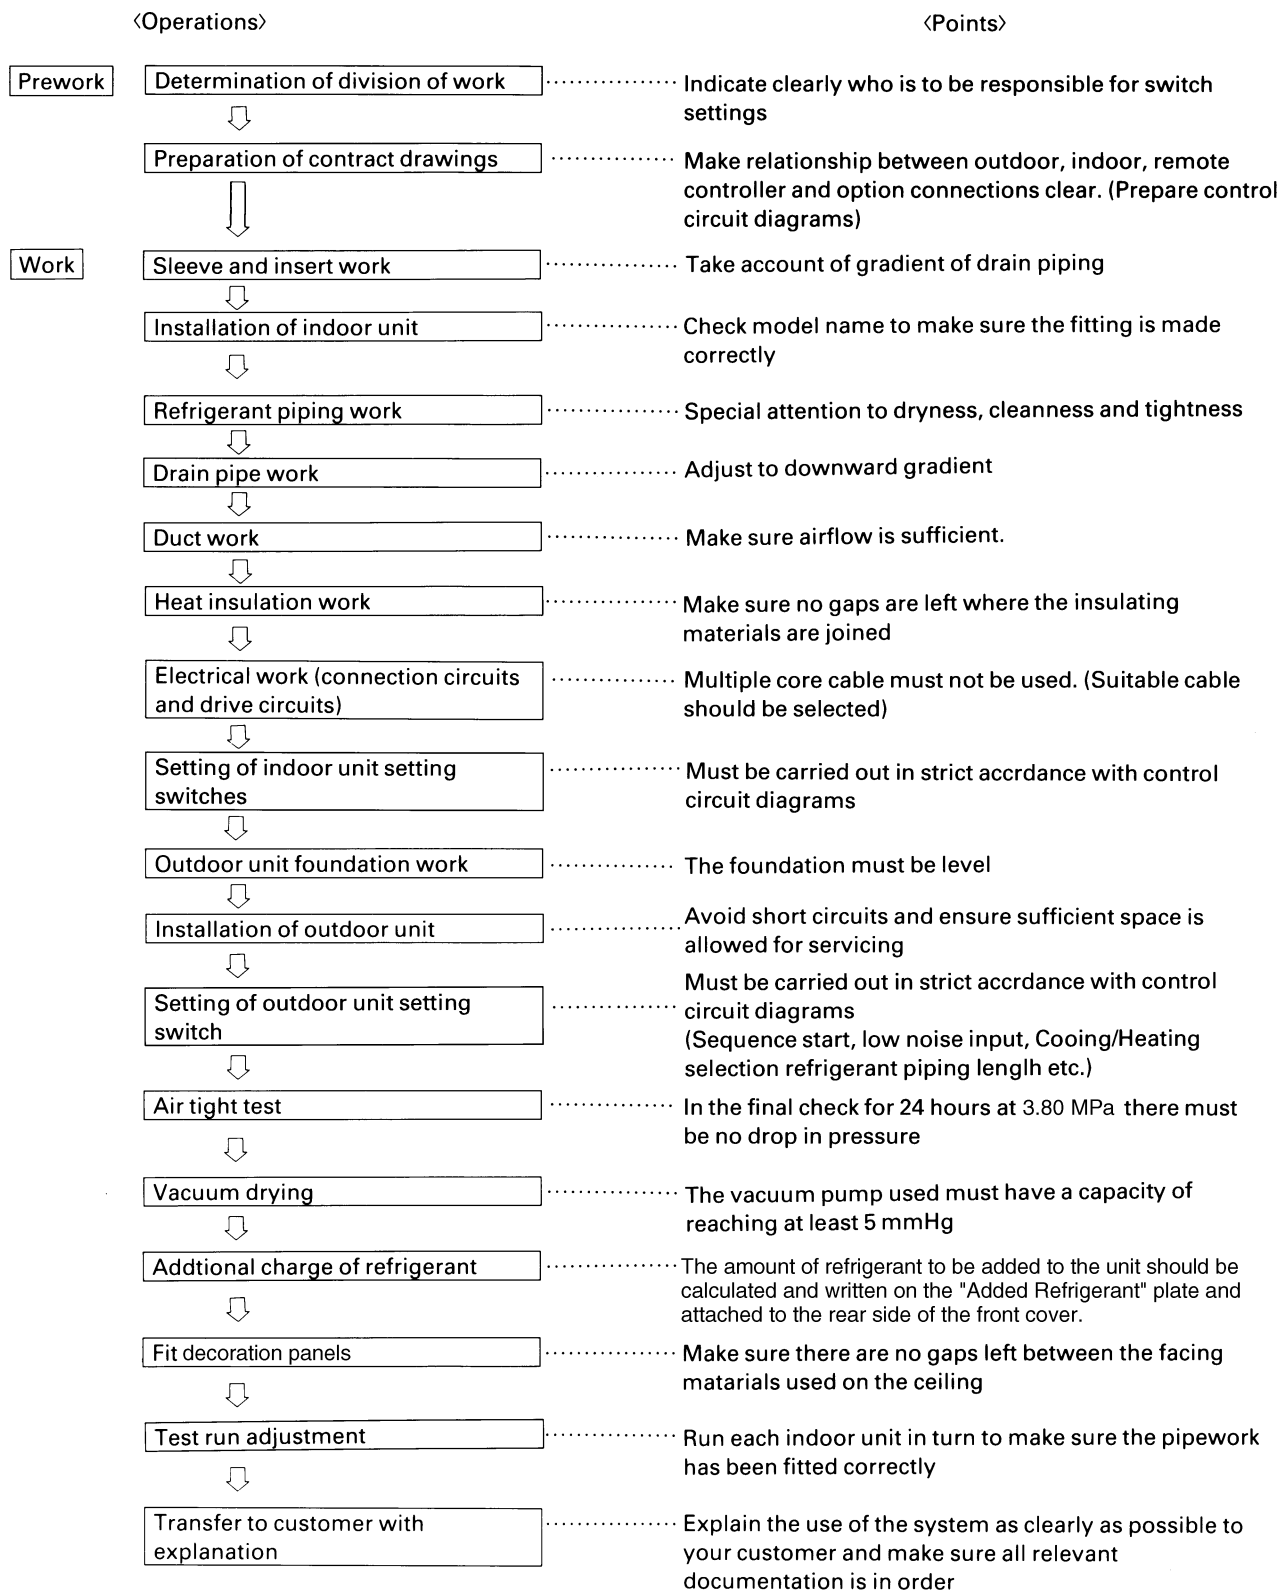 〈Operations〉 〈Points〉
Prework Determination of division of work Indicate clearly who is to be responsible for switch
settings
Preparation of contract drawings Make relationship between outdoor, indoor, remote
controller and option connections clear. (Prepare control
circuit diagrams)
Work Sleeve and insert work Take account of gradient of drain piping
Installation of indoor unit Check model name to make sure the fitting is made
correctly
Refrigerant piping work Special attention to dryness, cleanness and tightness
Drain pipe work Adjust to downward gradient
Duct work Make sure airflow is sufficient.
Heat insulation work Make sure no gaps are left where the insulating
materials are joined
Electrical work (connection circuits
and drive circuits)
Multiple core cable must not be used. (Suitable cable
should be selected)
Setting of indoor unit setting
switches
Must be carried out in strict accrdance with control
circuit diagrams
Outdoor unit foundation work The foundation must be level
Installation of outdoor unit
Avoid short circuits and ensure sufficient space is
allowed for servicing
Setting of outdoor unit setting
switch
Must be carried out in strict accrdance with control
circuit diagrams
(Sequence start, low noise input, Cooing/Heating
selection refrigerant piping lenglh etc.)
Air tight test In the final check for 24 hours at 3.80 MPa there must
be no drop in pressure
Vacuum drying The vacuum pump used must have a capacity of
reaching at least 5 mmHg
Addtional charge of refrigerant The amount of refrigerant to be added to the unit should be
calculated and written on the "Added Refrigerant" plate and
attached to the rear side of the front cover.
Fit decoration panels Make sure there are no gaps left between the facing
matarials used on the ceiling
Test run adjustment Run each indoor unit in turn to make sure the pipework
has been fitted correctly
Transfer to customer with
explanation
Explain the use of the system as clearly as possible to
your customer and make sure all relevant
documentation is in order